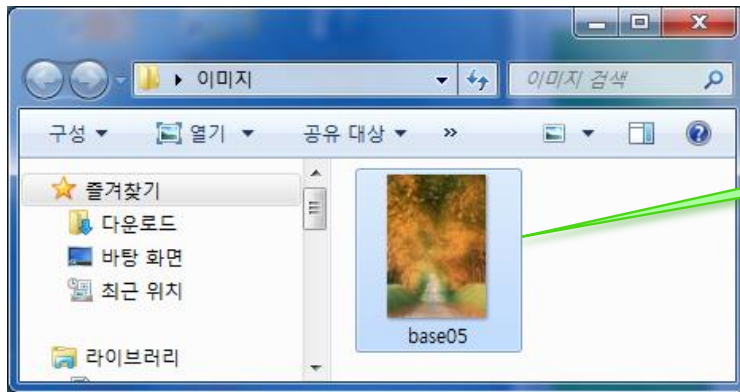 이미지
이미지 검색
구성
열기
공유 대상
»
즐겨찾기
다운로드
바탕 화면
최근 위치
라이브러리
base05